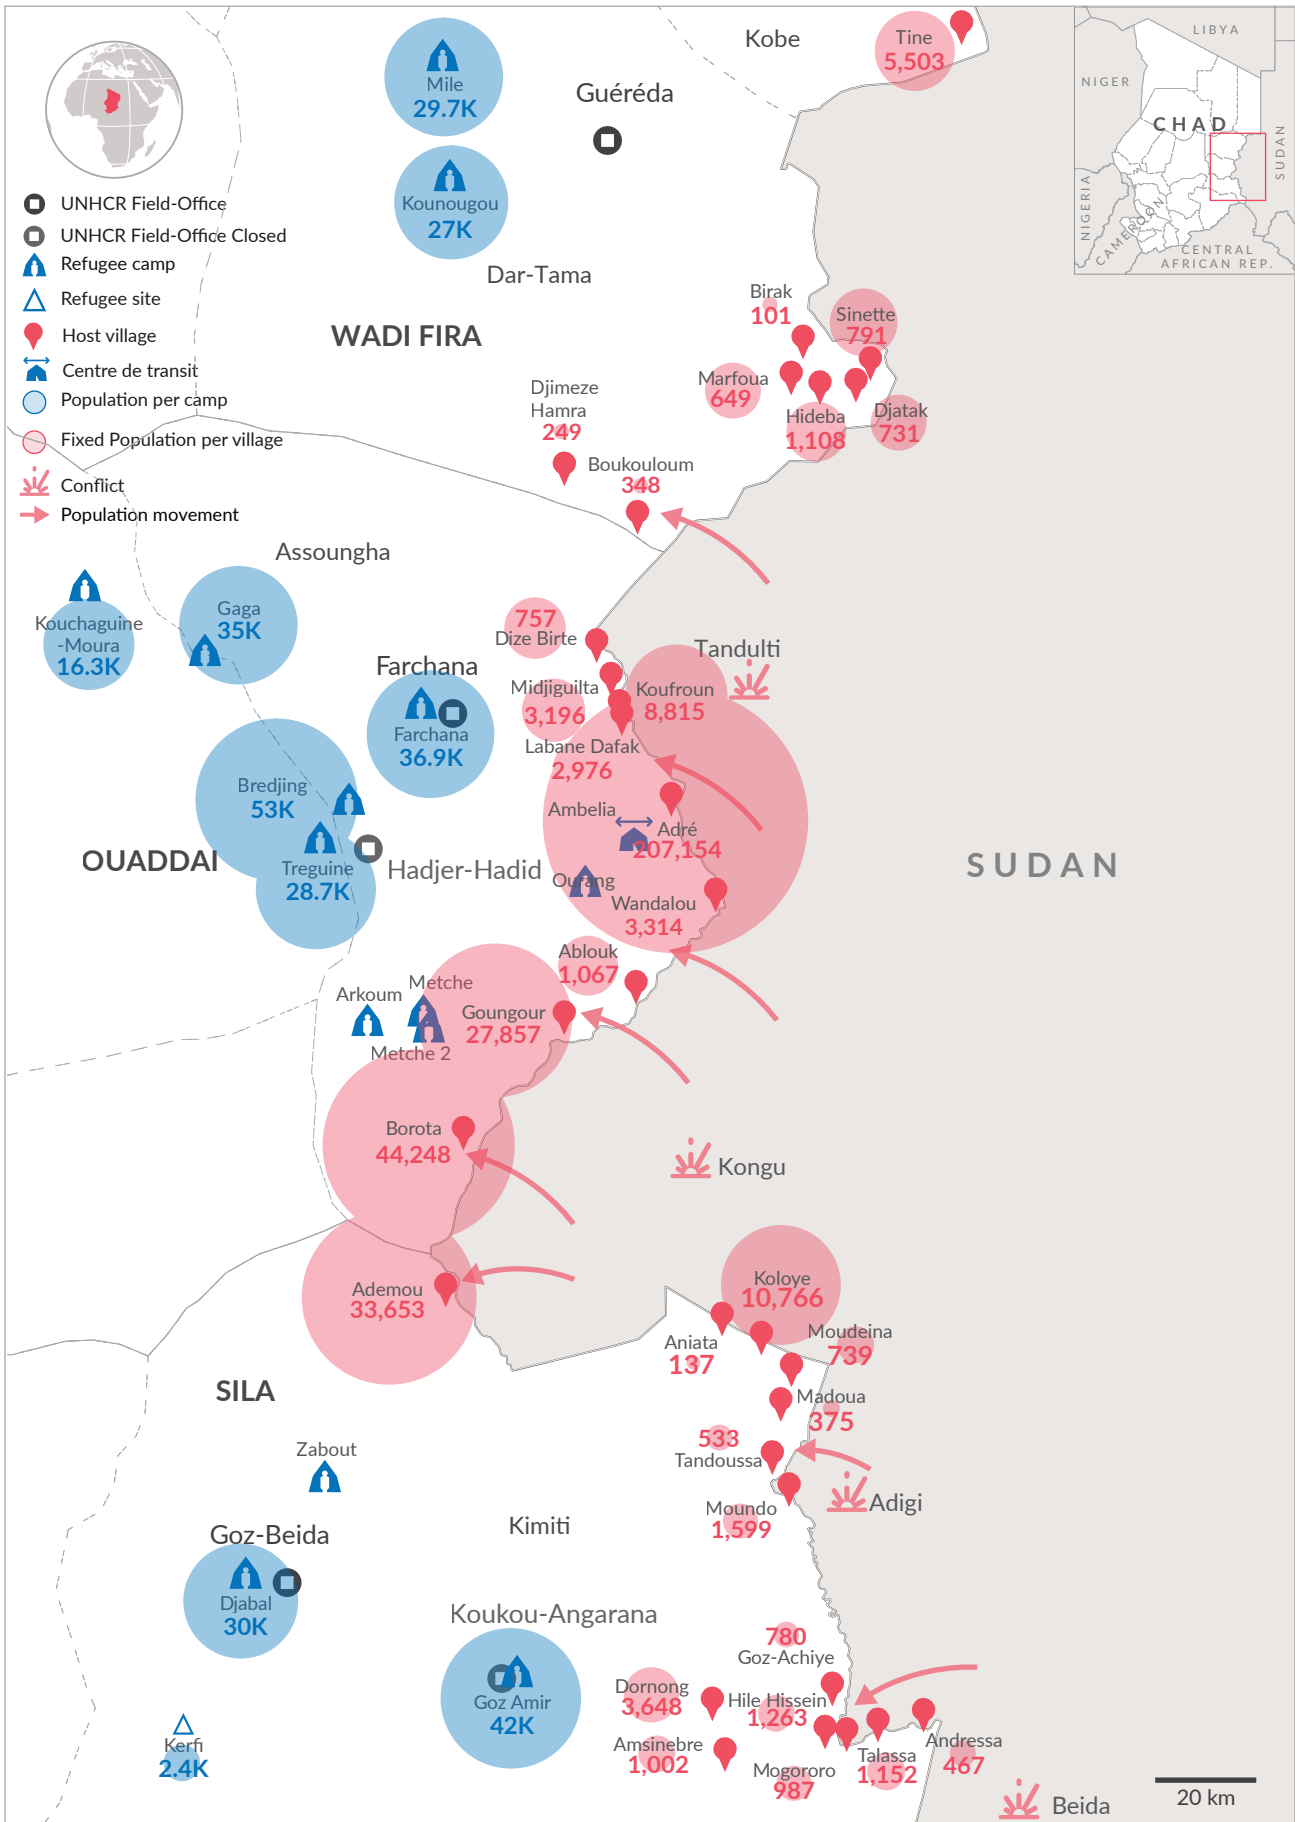 Kobe
Tine
5,503
LIBYA
NIGER
CHAD
SUDAN
NIGERIA
CAMEROON
CENTRAL
AFRICAN REP.
Mile
29.7K
Guéréda
Kounougou
27K
Dar-Tama
WADI FIRA
UNHCR Field-Office
UNHCR Field-Office Closed
Refugee camp
Refugee site
Host village
Centre de transit
Population per camp
Fixed Population per village
Conflict
Population movement
Birak
101
Sinette
791
Marfoua
649
Hideba
1,108
Djatak
731
Djimeze
Hamra
249
Boukouloum
348
Assoungha
Kouchaguine
-Moura
16.3K
Gaga
35K
Farchana
Farchana
36.9K
757
Dize Birte
Tandulti
Midjiguilta
3,196
Koufroun
8,815
Labane Dafak
2,976
Bredjing
53K
Ambelia
Adré
207,154
OUADDAI
Treguine
28.7K
Hadjer-Hadid
Ourang
Wandalou
3,314
SUDAN
Ablouk
1,067
Arkoum
Metche
Metche 2
Goungour
27,857
Borota
44,248
Kongu
Ademou
33,653
Koloye
10,766
Aniata
137
Moudeina
739
SILA
Madoua
375
533
Tandoussa
Zabout
Moundo
1,599
Adigi
Goz-Beida
Kimiti
Djabal
30K
Koukou-Angarana
Goz Amir
42K
780
Goz-Achiye
Dornong
3,648
Hile Hissein
1,263
Kerfi
2.4K
Amsinebre
1,002
Mogororo
987
Talassa
1,152
Andressa
467
Beida
20 km